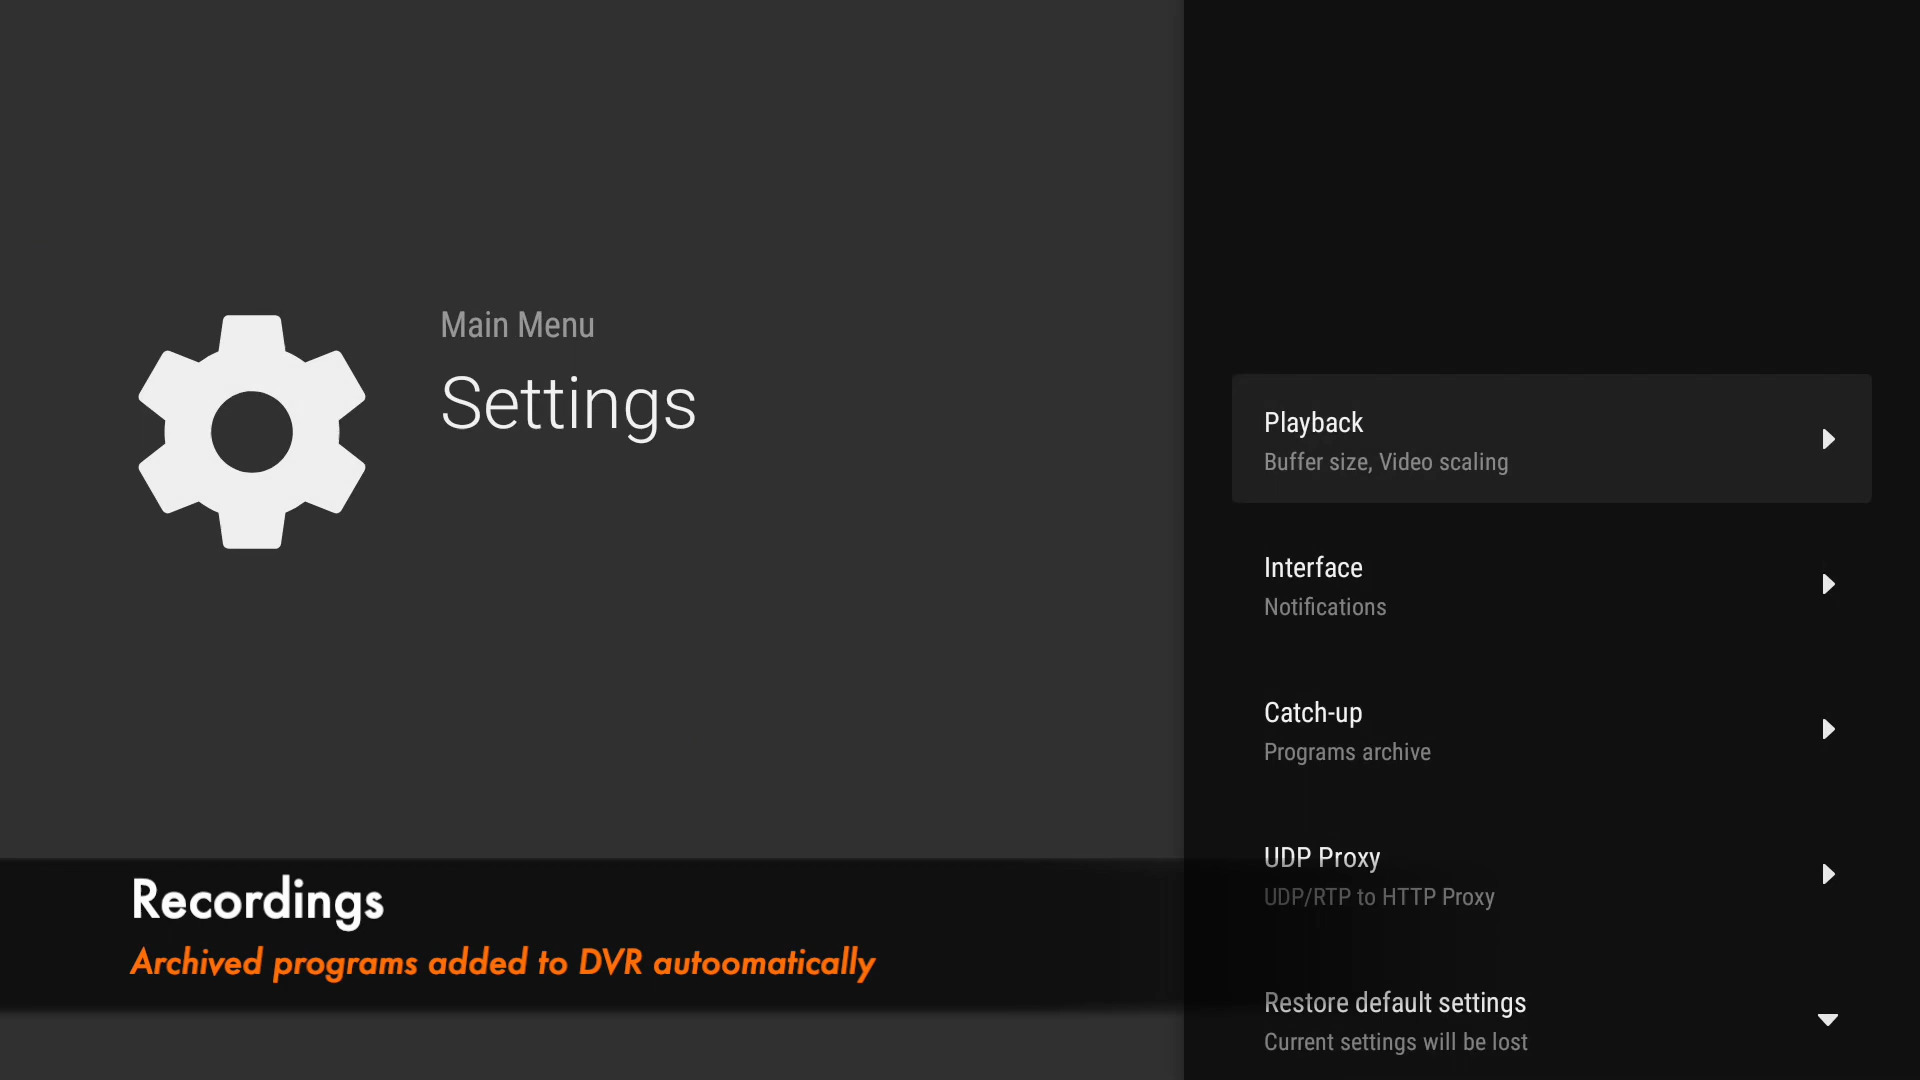 Main Menu
Settings
Playback
Buffer size, Video scaling
Interface
Notifications
Catch-up
Programs archive
UDP Proxy
UDP/RTP to HTTP Proxy
Restore default settings
Current settings will be lost
Recordings
Archived programs added to DVR autoomatically